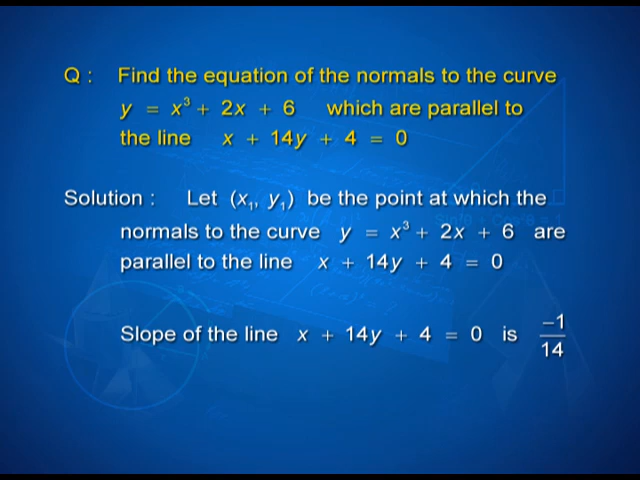 Q : Find the equation of the normals to the curve
y = x³ + 2x + 6 which are parallel to
the line x + 14y + 4 = 0
Solution : Let (x₁, y₁) be the point at which the
normals to the curve y = x³ + 2x + 6 are
parallel to the line x + 14y + 4 = 0
Slope of the line x + 14y + 4 = 0 is –1/14